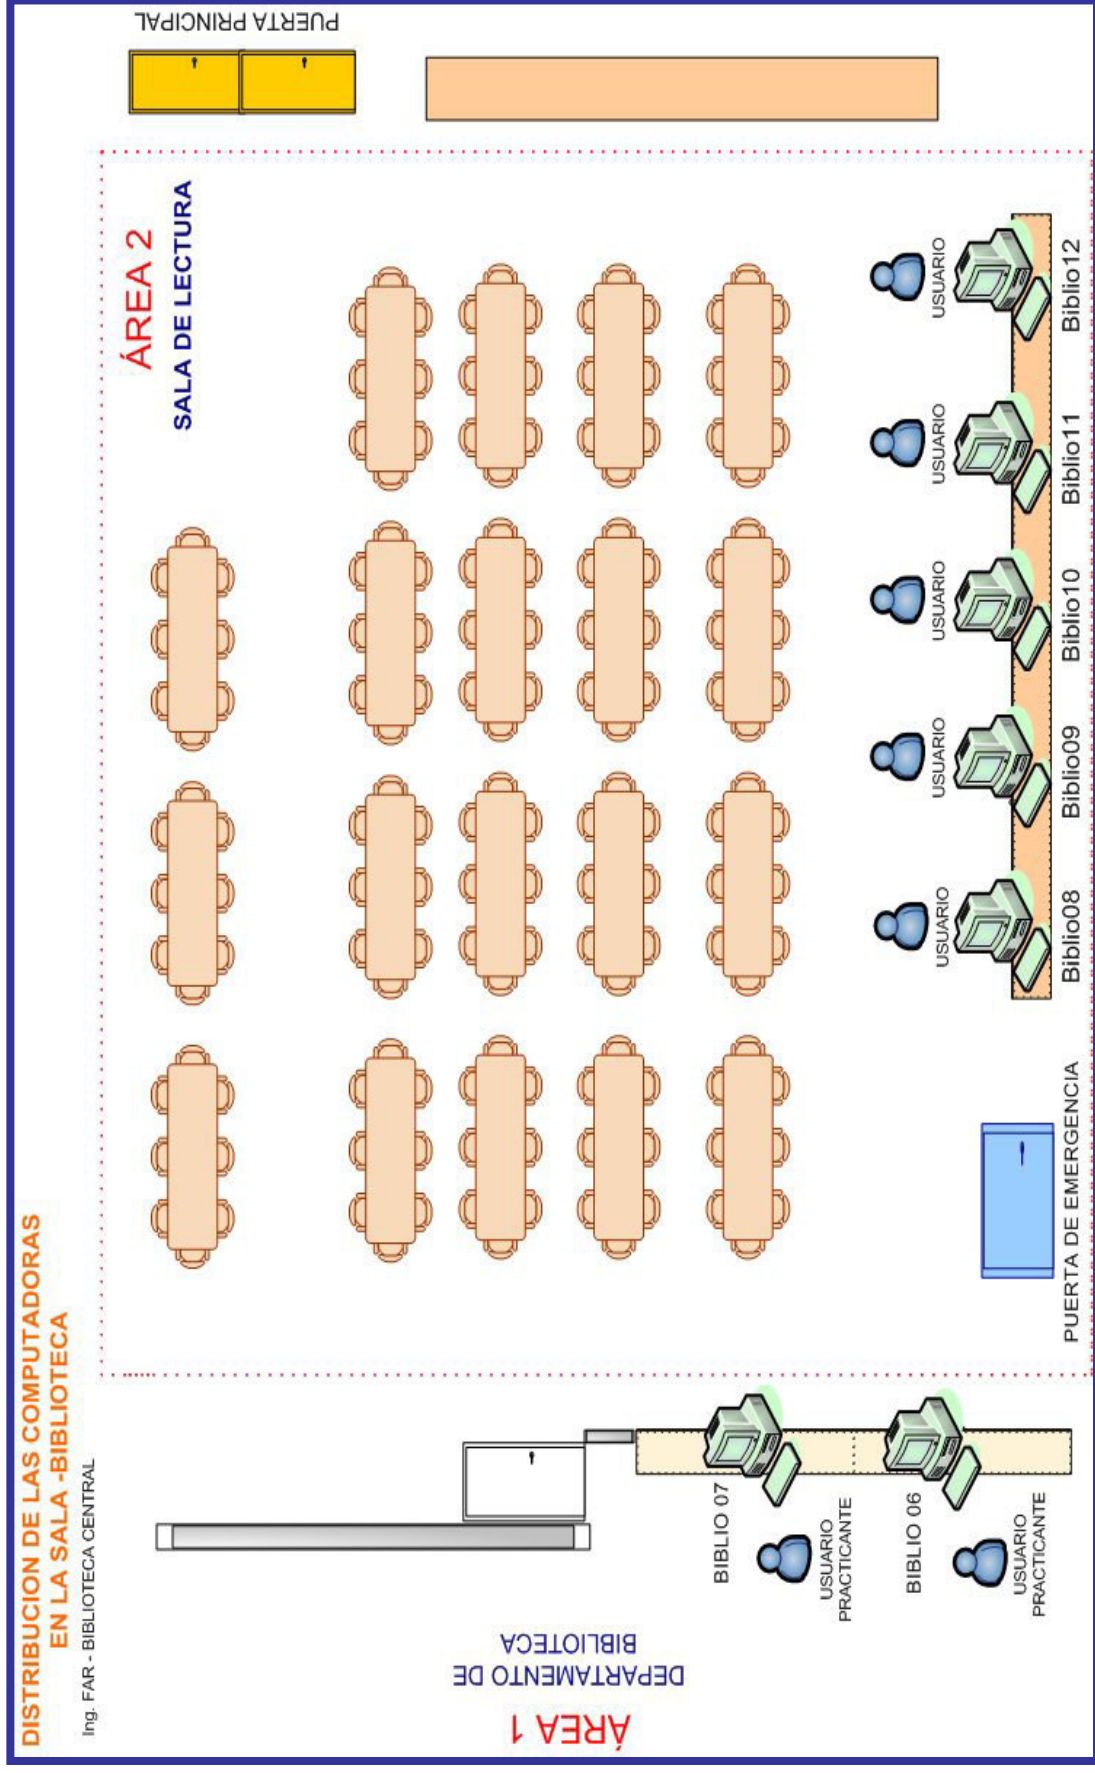 DISTRIBUCION DE LAS COMPUTADORAS
EN LA SALA -BIBLIOTECA
Ing. FAR - BIBLIOTECA CENTRAL
PUERTA PRINCIPAL
ÁREA 2
SALA DE LECTURA
ÁREA 1
DEPARTAMENTO DE
BIBLIOTECA
BIBLIO 07
USUARIO
PRACTICANTE
BIBLIO 06
USUARIO
PRACTICANTE
PUERTA DE EMERGENCIA
USUARIO
Biblio08
USUARIO
Biblio09
USUARIO
Biblio10
USUARIO
Biblio11
USUARIO
Biblio12